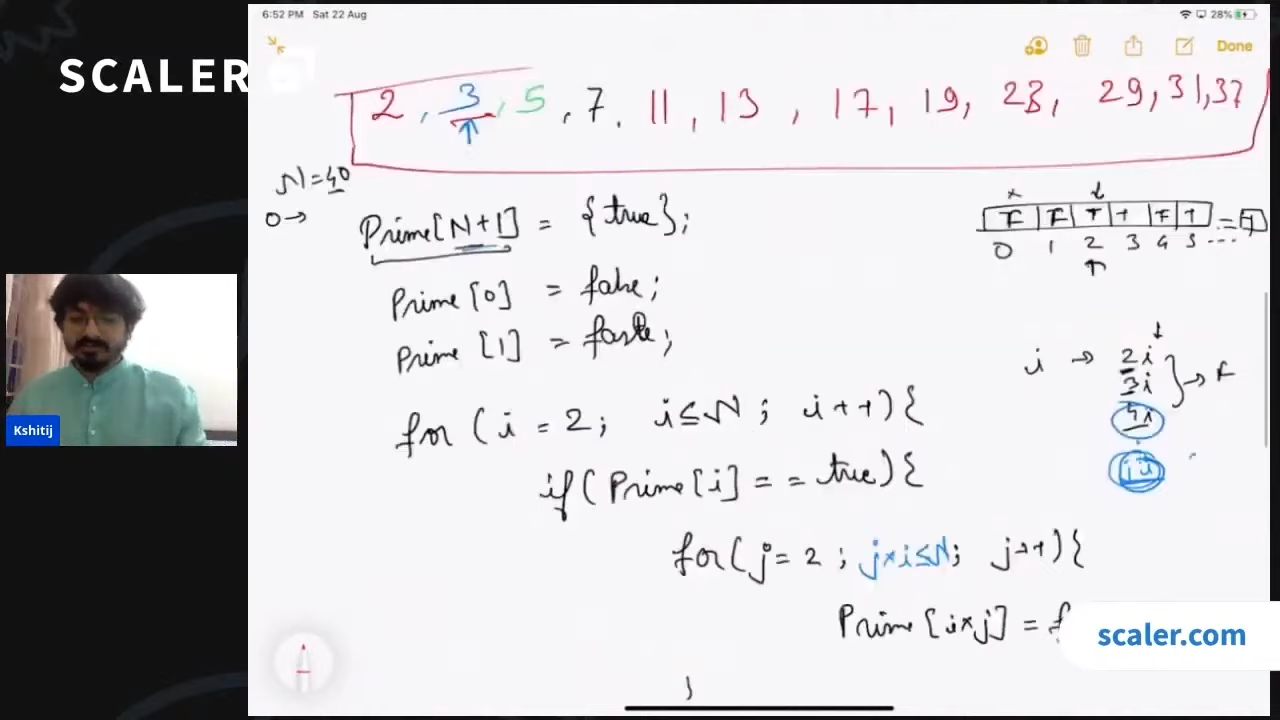 6:52 PM Sat 22 Aug
28%
Done
SCALER
2, 3, 5, 7, 11, 13, 17, 19, 23, 29, 31, 37
N=40
0→
Prime[N+1] = {true};
F F T T F T ... = T
0 1 2 3 4 5 ...
Prime[0] = false;
Prime [1] = false;
i → 2i
3i → F
4i
ji
for (i = 2; i≤N; i++){
if(Prime[i] == true){
for(j = 2; j×i≤N; j++){
Prime[i×j] = f
Kshitij
scaler.com